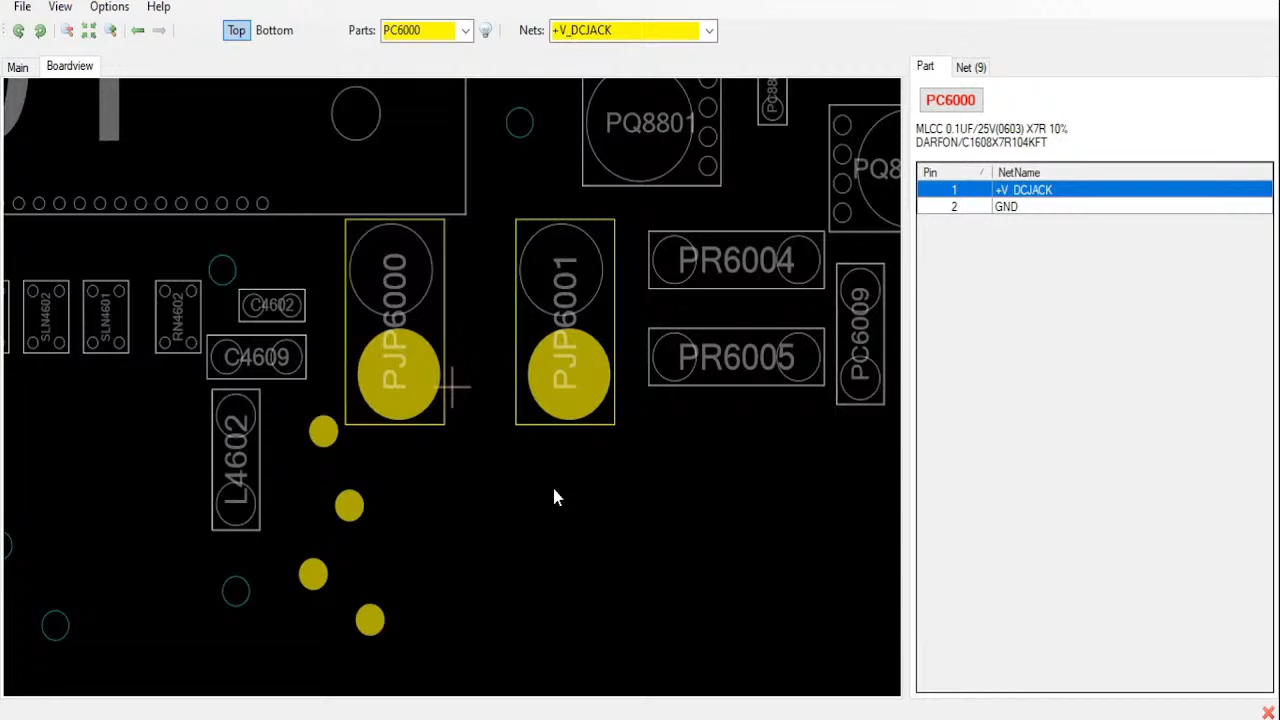 File View Options Help
Top Bottom Parts: PC6000 Nets: +V_DCJACK
Main Boardview
Part Net (9)
PC6000
MLCC 0.1UF/25V(0603) X7R 10%
DARFON/C1608X7R104KFT
Pin / NetName
1 +V_DCJACK
2 GND
PQ8801
PQ8
PJP6000
PJP6001
PR6004
PR6005
PC6009
SLN4602
SLN4601
RN4602
C4602
C4609
L4602